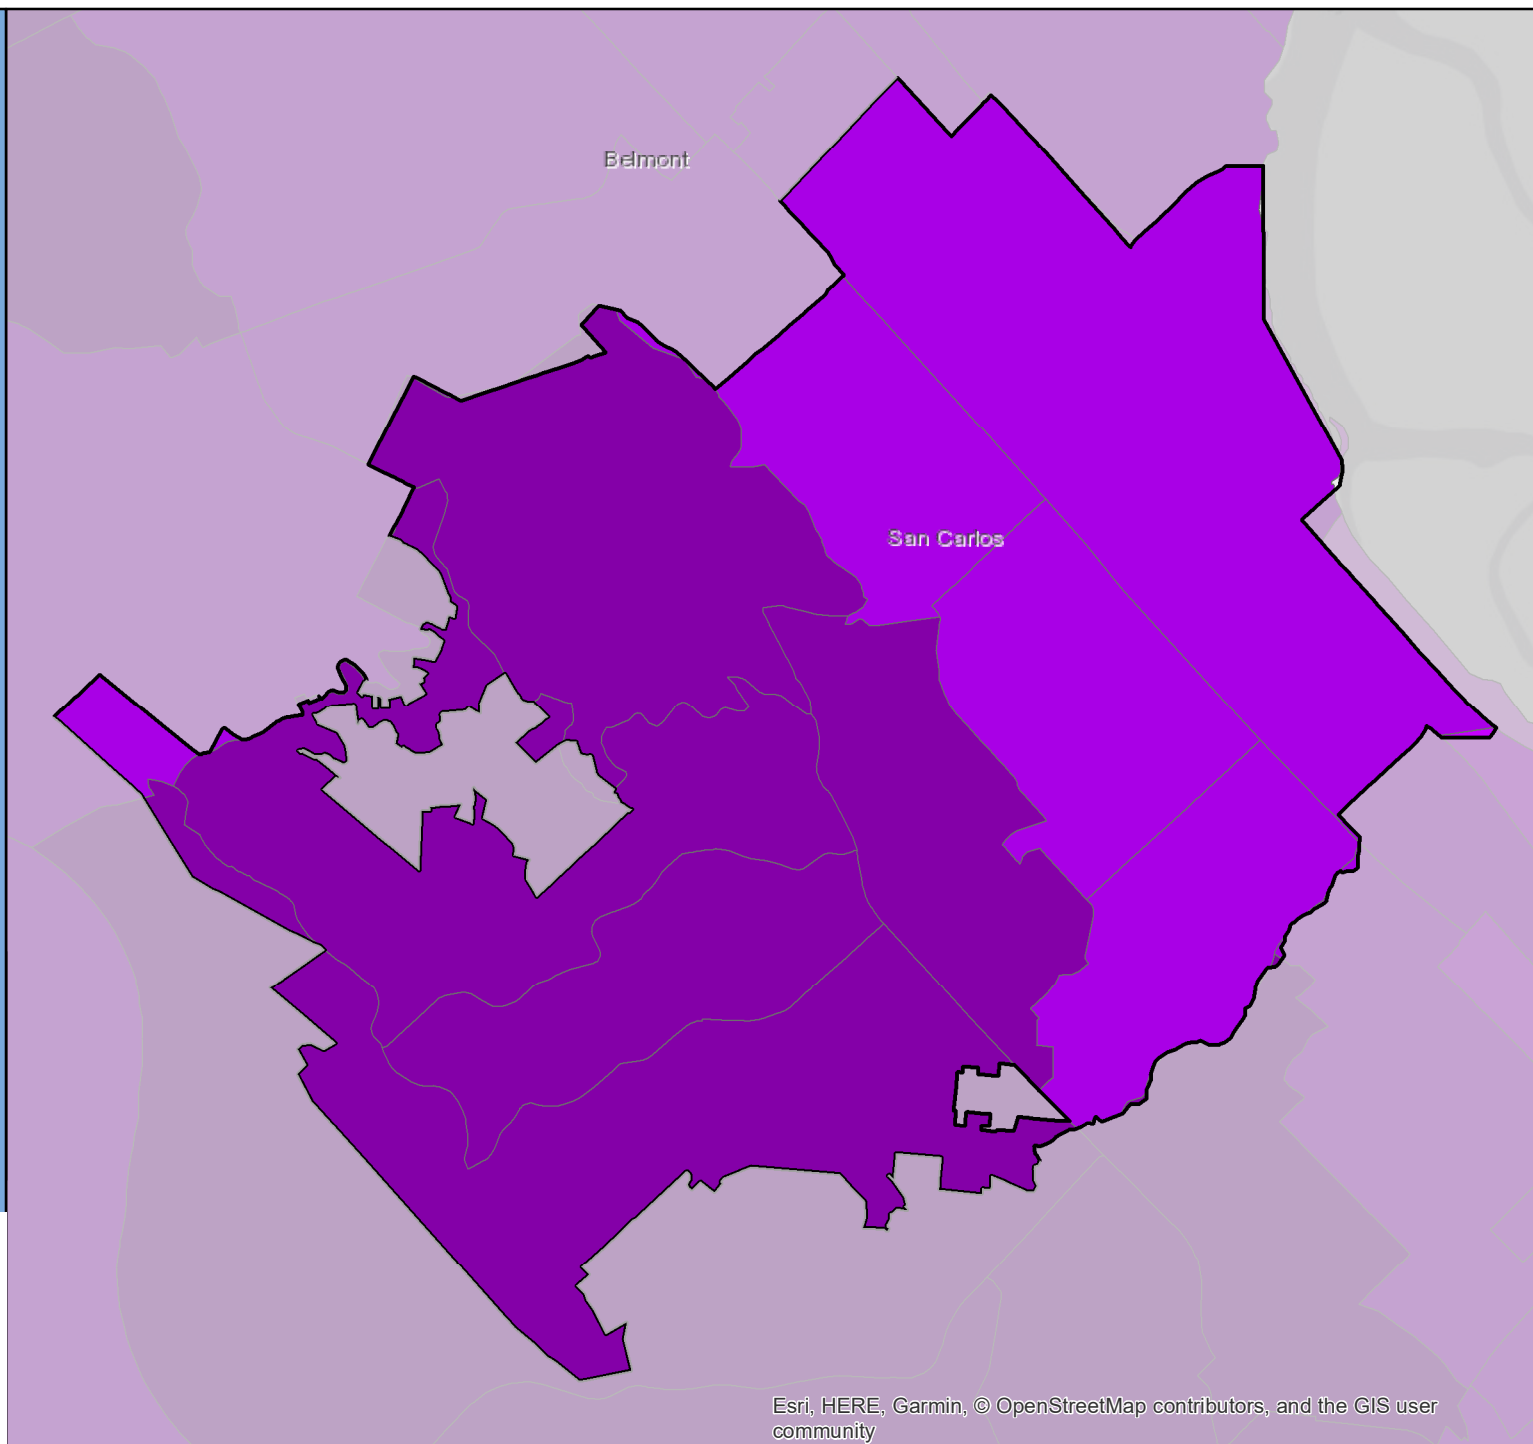 Belmont
San Carlos
Esri, HERE, Garmin, © OpenStreetMap contributors, and the GIS user
community